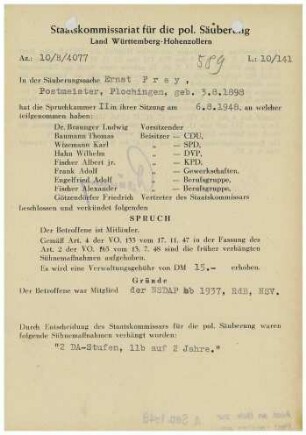 Staatskommissariat für die pol. Säuberung
Land Württemberg-Hohenzollern
Az.: 10/B/4077 589 L: 10/141
In der Säuberungssache Ernst Frey,
Postmeister, Plochingen, geb. 3.8.1898
hat die Spruchkammer II in ihrer Sitzung am 6.8.1948, an welcher
teilgenommen haben:
Dr. Bozunger Ludwig Vorsitzender
Baumann Thomas Beisitzer — CDU,
Wizemann Karl „ — SPD,
Hahn Wilhelm „ — DVP,
Fischer Albert jr. „ — KPD,
Frank Adolf „ — Gewerkschaften,
Engelfried Adolf „ — Berufsgruppe,
Fischer Alexander „ — Berufsgruppe,
Götzendörfer Friedrich Vertreter des Staatskommissars
beschlossen und verkündet folgenden
SPRUCH
Der Betroffene ist Mitläufer.
Gemäß Art. 4 der VO. 133 vom 17. 11. 47 in der Fassung des
Art. 2 der VO. 165 vom 13. 7. 48 sind die früher verhängten
Sühnemaßnahmen aufgehoben.
Es wird eine Verwaltungsgebühr von DM 15.- erhoben.
Gründe
Der Betroffene war Mitglied der NSDAP ab 1937, RdB, NSV.
Durch Entscheidung des Staatskommissars für die pol. Säuberung waren
folgende Sühnemaßnahmen verhängt worden:
"2 DA-Stufen, 11b auf 2 Jahre."